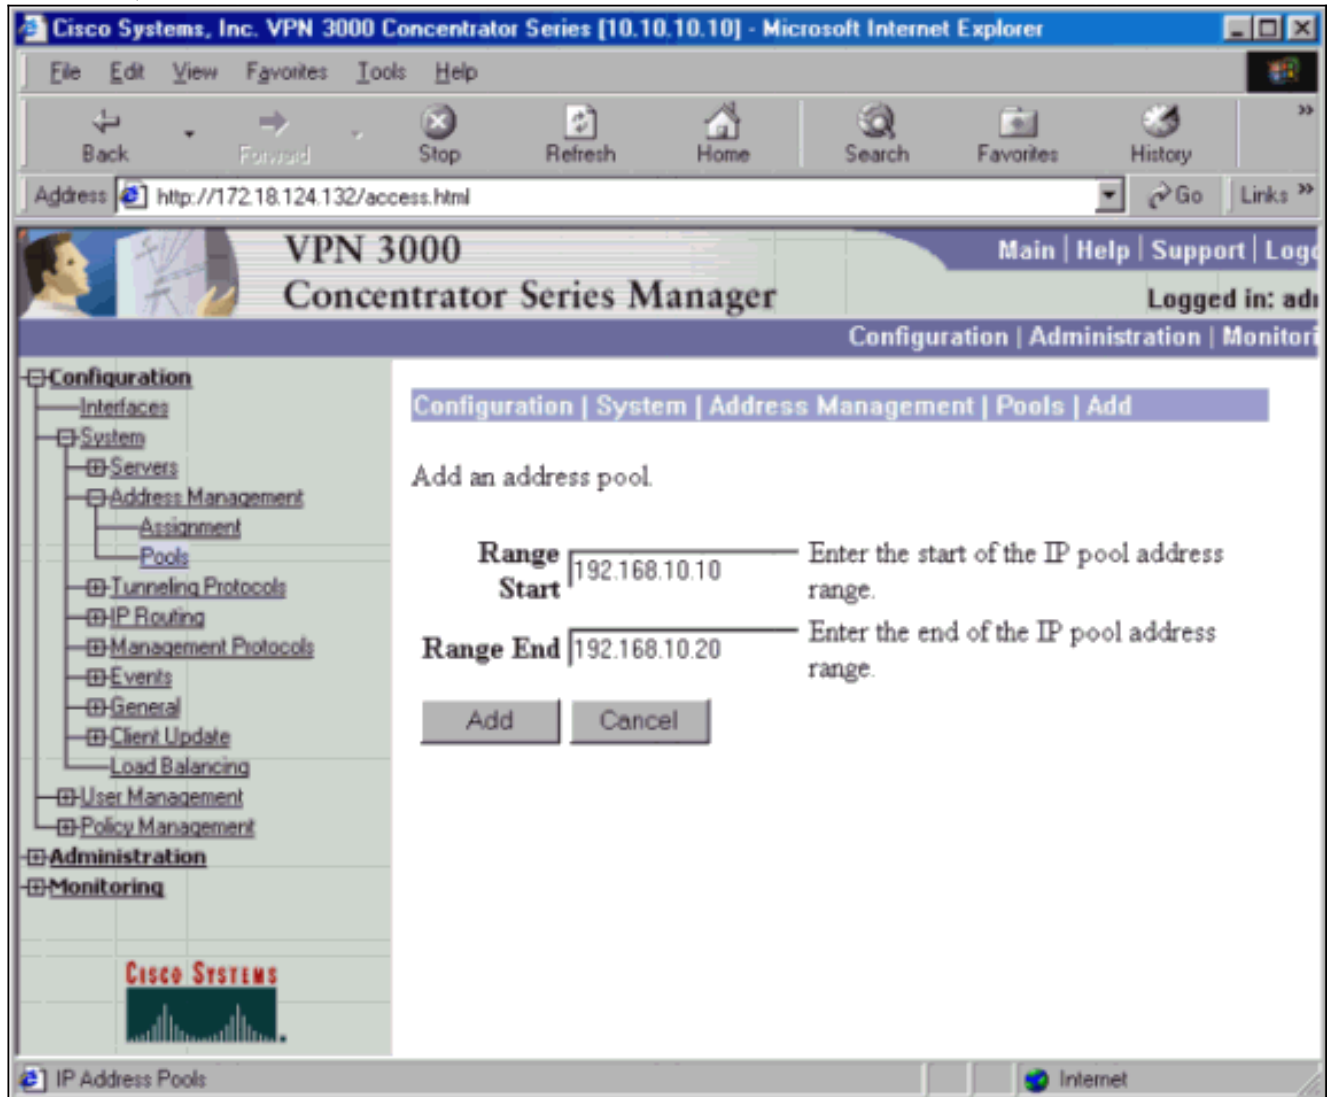 Cisco Systems, Inc. VPN 3000 Concentrator Series [10.10.10.10] - Microsoft Internet Explorer
File Edit View Favorites Tools Help
Back Forward Stop Refresh Home Search Favorites History »
Address http://172.18.124.132/access.html Go Links »
VPN 3000
Concentrator Series Manager
Main | Help | Support | Logo
Logged in: adm
Configuration | Administration | Monitori
Configuration
Interfaces
System
Servers
Address Management
Assignment
Pools
Tunneling Protocols
IP Routing
Management Protocols
Events
General
Client Update
Load Balancing
User Management
Policy Management
Administration
Monitoring
CISCO SYSTEMS
Configuration | System | Address Management | Pools | Add
Add an address pool.
Range Start 192.168.10.10 Enter the start of the IP pool address range.
Range End 192.168.10.20 Enter the end of the IP pool address range.
Add Cancel
IP Address Pools Internet